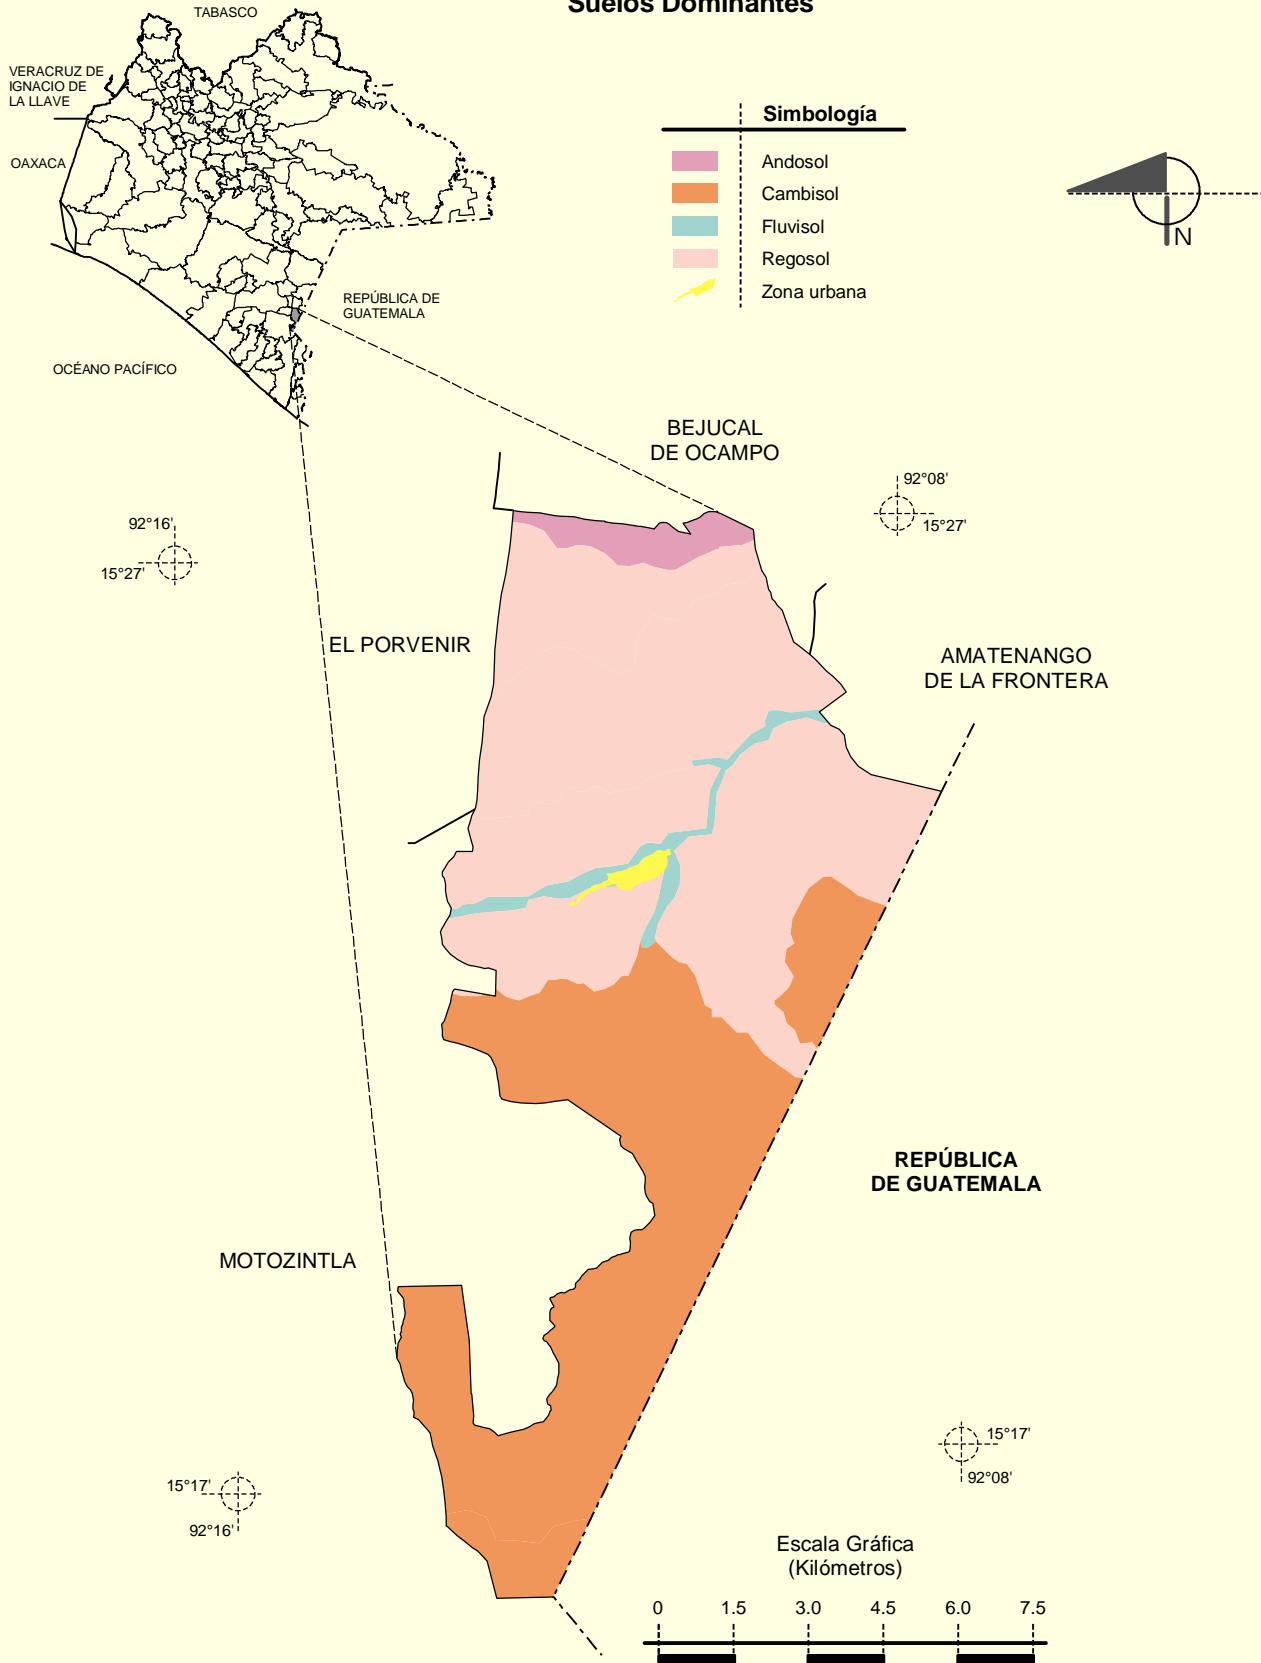 Suelos Dominantes
TABASCO
VERACRUZ DE
IGNACIO DE
LA LLAVE
OAXACA
REPÚBLICA DE
GUATEMALA
OCÉANO PACÍFICO
Simbología
Andosol
Cambisol
Fluvisol
Regosol
Zona urbana
N
BEJUCAL
DE OCAMPO
92°08'
15°27'
92°16'
15°27'
EL PORVENIR
AMATENANGO
DE LA FRONTERA
REPÚBLICA
DE GUATEMALA
MOTOZINTLA
15°17'
92°08'
15°17'
92°16'
Escala Gráfica
(Kilómetros)
0 1.5 3.0 4.5 6.0 7.5